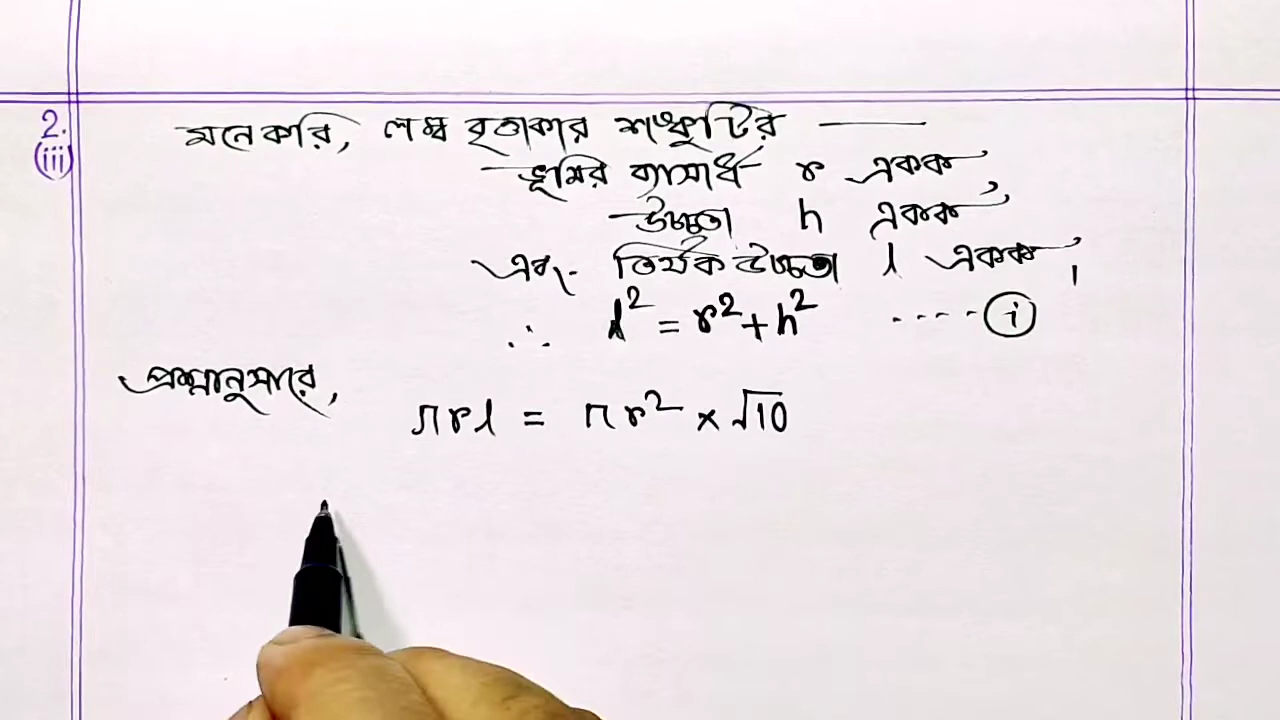 2.
(iii)
মনেকরি, লম্ব বৃত্তাকার শঙ্কুটির ——
ভূমির ব্যাসার্ধ r একক,
উচ্চতা h একক
এবং তির্যক উচ্চতা l একক।
∴ l² = r² + h² ----- (i)
প্রশ্নানুসারে,
πrl = πr² × √10